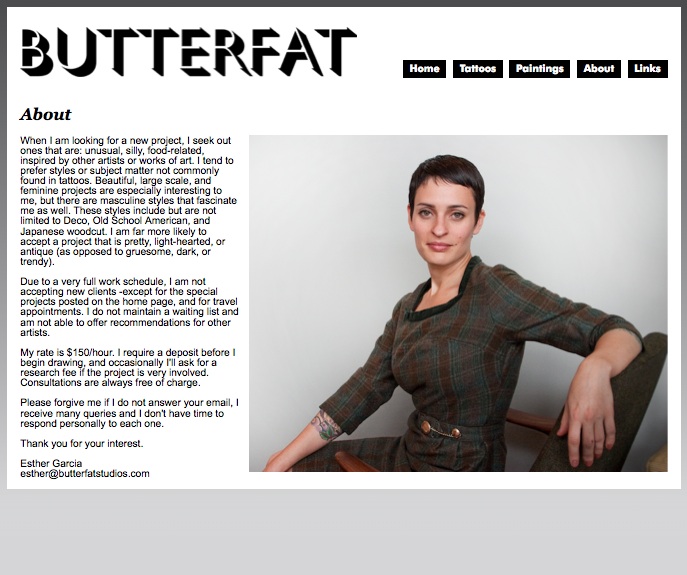 BUTTERFAT
Home Tattoos Paintings About Links
About
When I am looking for a new project, I seek out
ones that are: unusual, silly, food-related,
inspired by other artists or works of art. I tend to
prefer styles or subject matter not commonly
found in tattoos. Beautiful, large scale, and
feminine projects are especially interesting to
me, but there are masculine styles that fascinate
me as well. These styles include but are not
limited to Deco, Old School American, and
Japanese woodcut. I am far more likely to
accept a project that is pretty, light-hearted, or
antique (as opposed to gruesome, dark, or
trendy).
Due to a very full work schedule, I am not
accepting new clients -except for the special
projects posted on the home page, and for travel
appointments. I do not maintain a waiting list and
am not able to offer recommendations for other
artists.
My rate is $150/hour. I require a deposit before I
begin drawing, and occasionally I'll ask for a
research fee if the project is very involved.
Consultations are always free of charge.
Please forgive me if I do not answer your email, I
receive many queries and I don't have time to
respond personally to each one.
Thank you for your interest.
Esther Garcia
esther@butterfatstudios.com